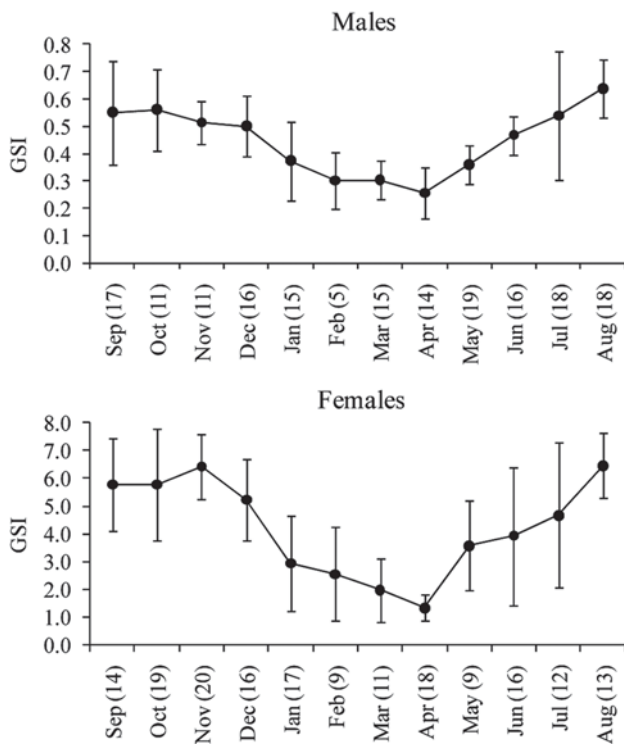 Males
GSI
0.8
0.7
0.6
0.5
0.4
0.3
0.2
0.1
0.0
Sep (17)
Oct (11)
Nov (11)
Dec (16)
Jan (15)
Feb (5)
Mar (15)
Apr (14)
May (19)
Jun (16)
Jul (18)
Aug (18)
Females
GSI
8.0
7.0
6.0
5.0
4.0
3.0
2.0
1.0
0.0
Sep (14)
Oct (19)
Nov (20)
Dec (16)
Jan (17)
Feb (9)
Mar (11)
Apr (18)
May (9)
Jun (16)
Jul (12)
Aug (13)